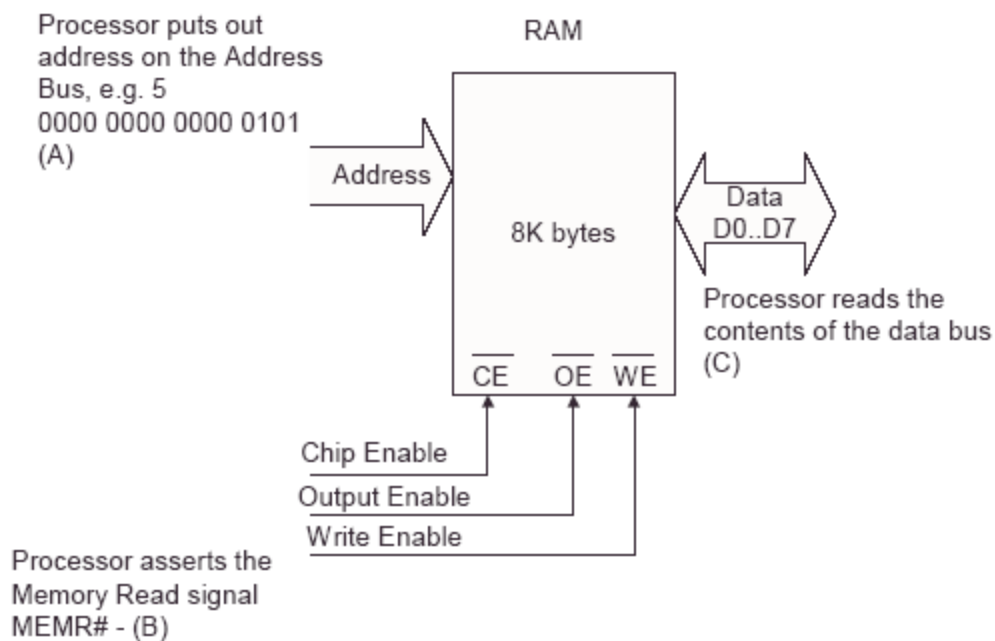 Processor puts out
address on the Address
Bus, e.g. 5
0000 0000 0000 0101
(A)
RAM
Address
8K bytes
Data
D0..D7
Processor reads the
contents of the data bus
(C)
CE OE WE
Chip Enable
Output Enable
Write Enable
Processor asserts the
Memory Read signal
MEMR# - (B)